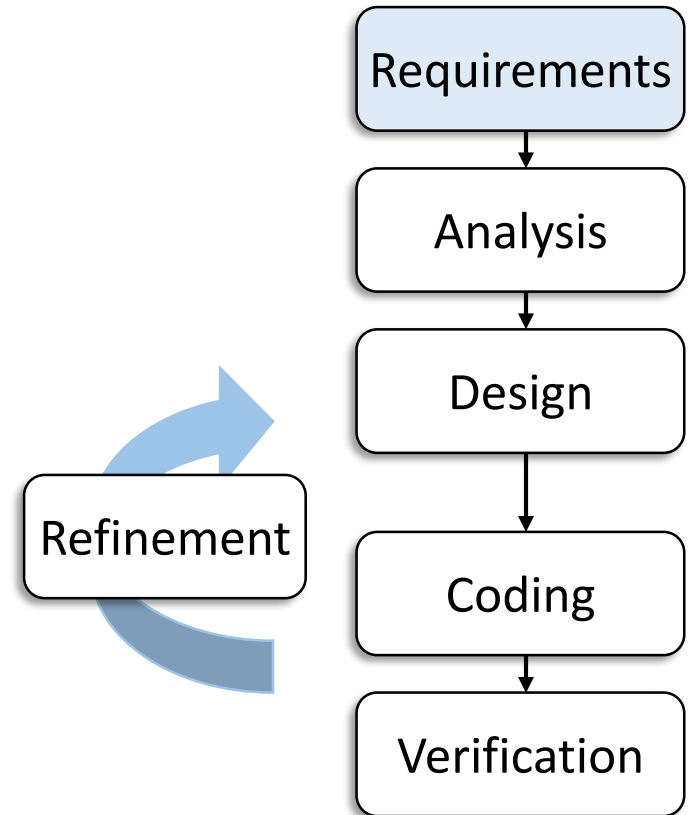 Requirements
Analysis
Design
Refinement
Coding
Verification